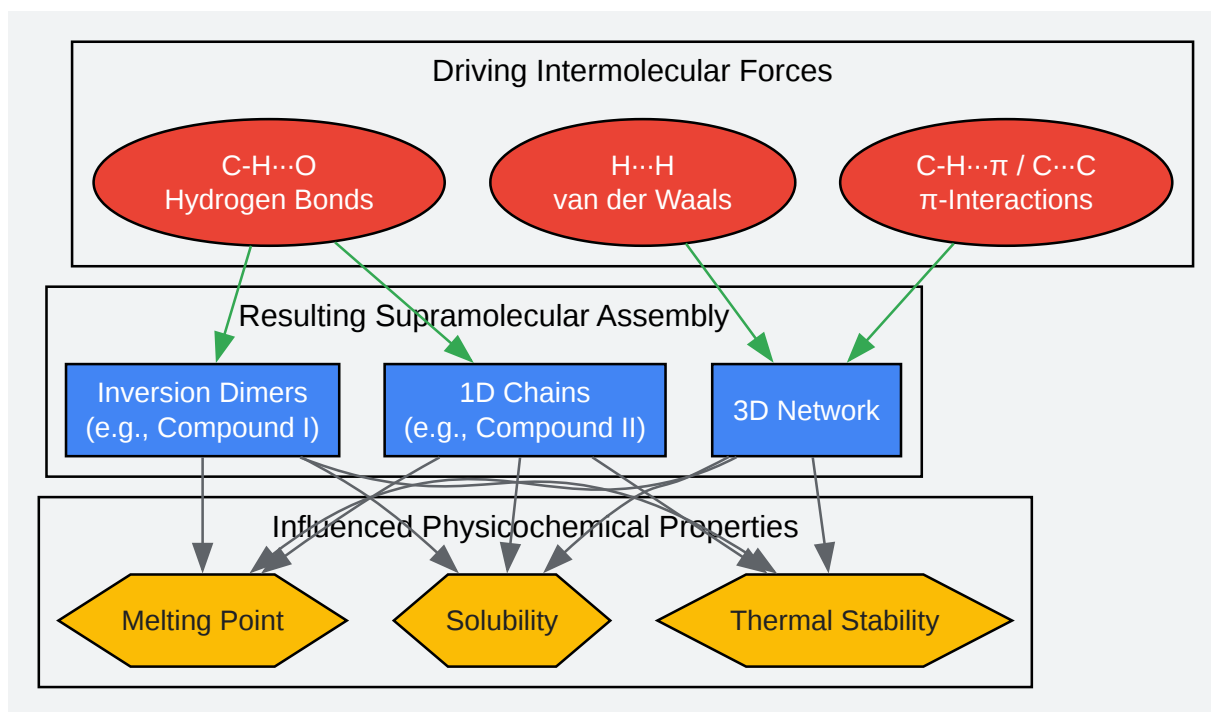 Driving Intermolecular Forces
C-H···O
Hydrogen Bonds
H···H
van der Waals
C-H···π / C···C
π-Interactions
Resulting Supramolecular Assembly
Inversion Dimers
(e.g., Compound I)
1D Chains
(e.g., Compound II)
3D Network
Influenced Physicochemical Properties
Melting Point
Solubility
Thermal Stability